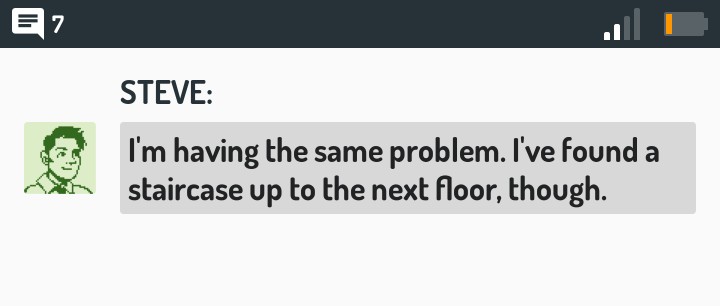 7
STEVE:
I'm having the same problem. I've found a
staircase up to the next floor, though.